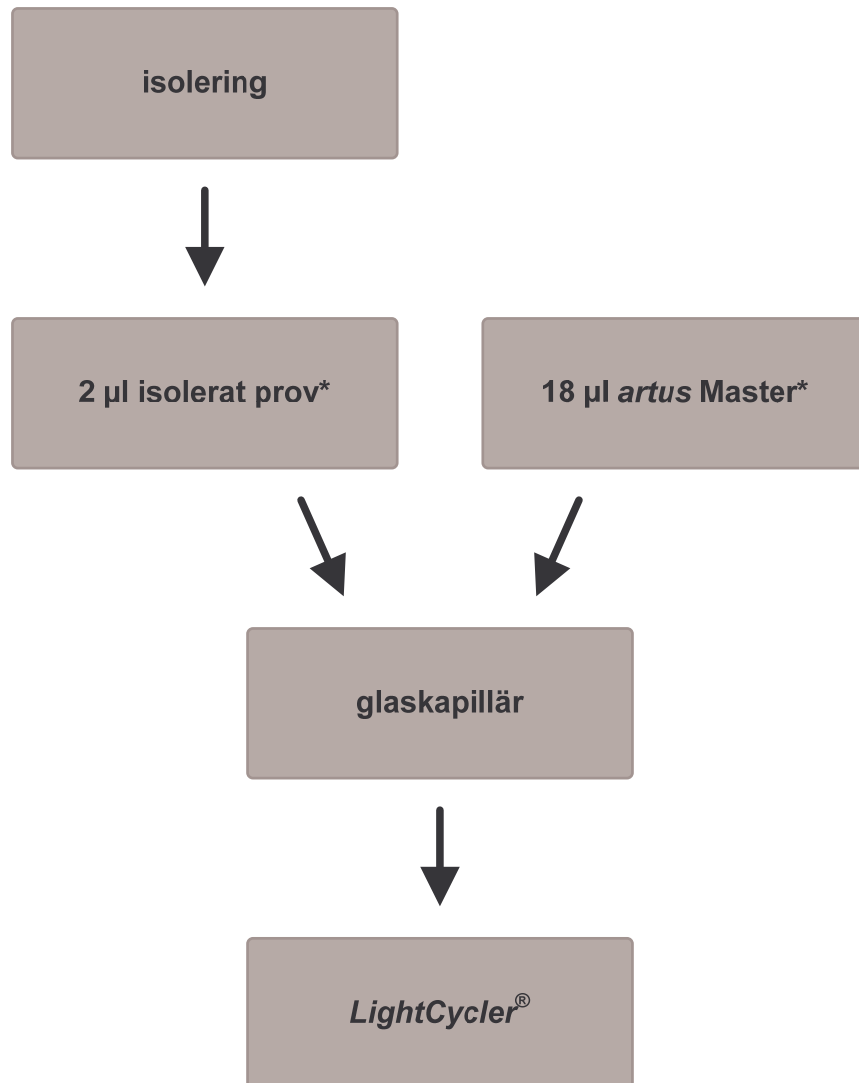 isolering
2 µl isolerat prov*
18 µl artus Master*
glaskapillär
LightCycler®